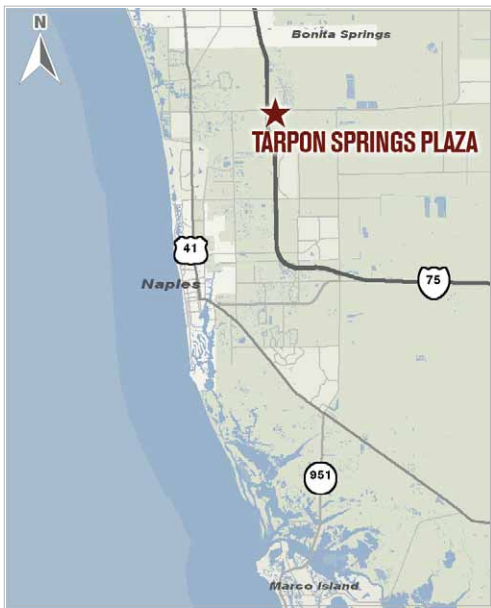 N
Bonita Springs
TARPON SPRINGS PLAZA
41
Naples
75
951
Marco Island